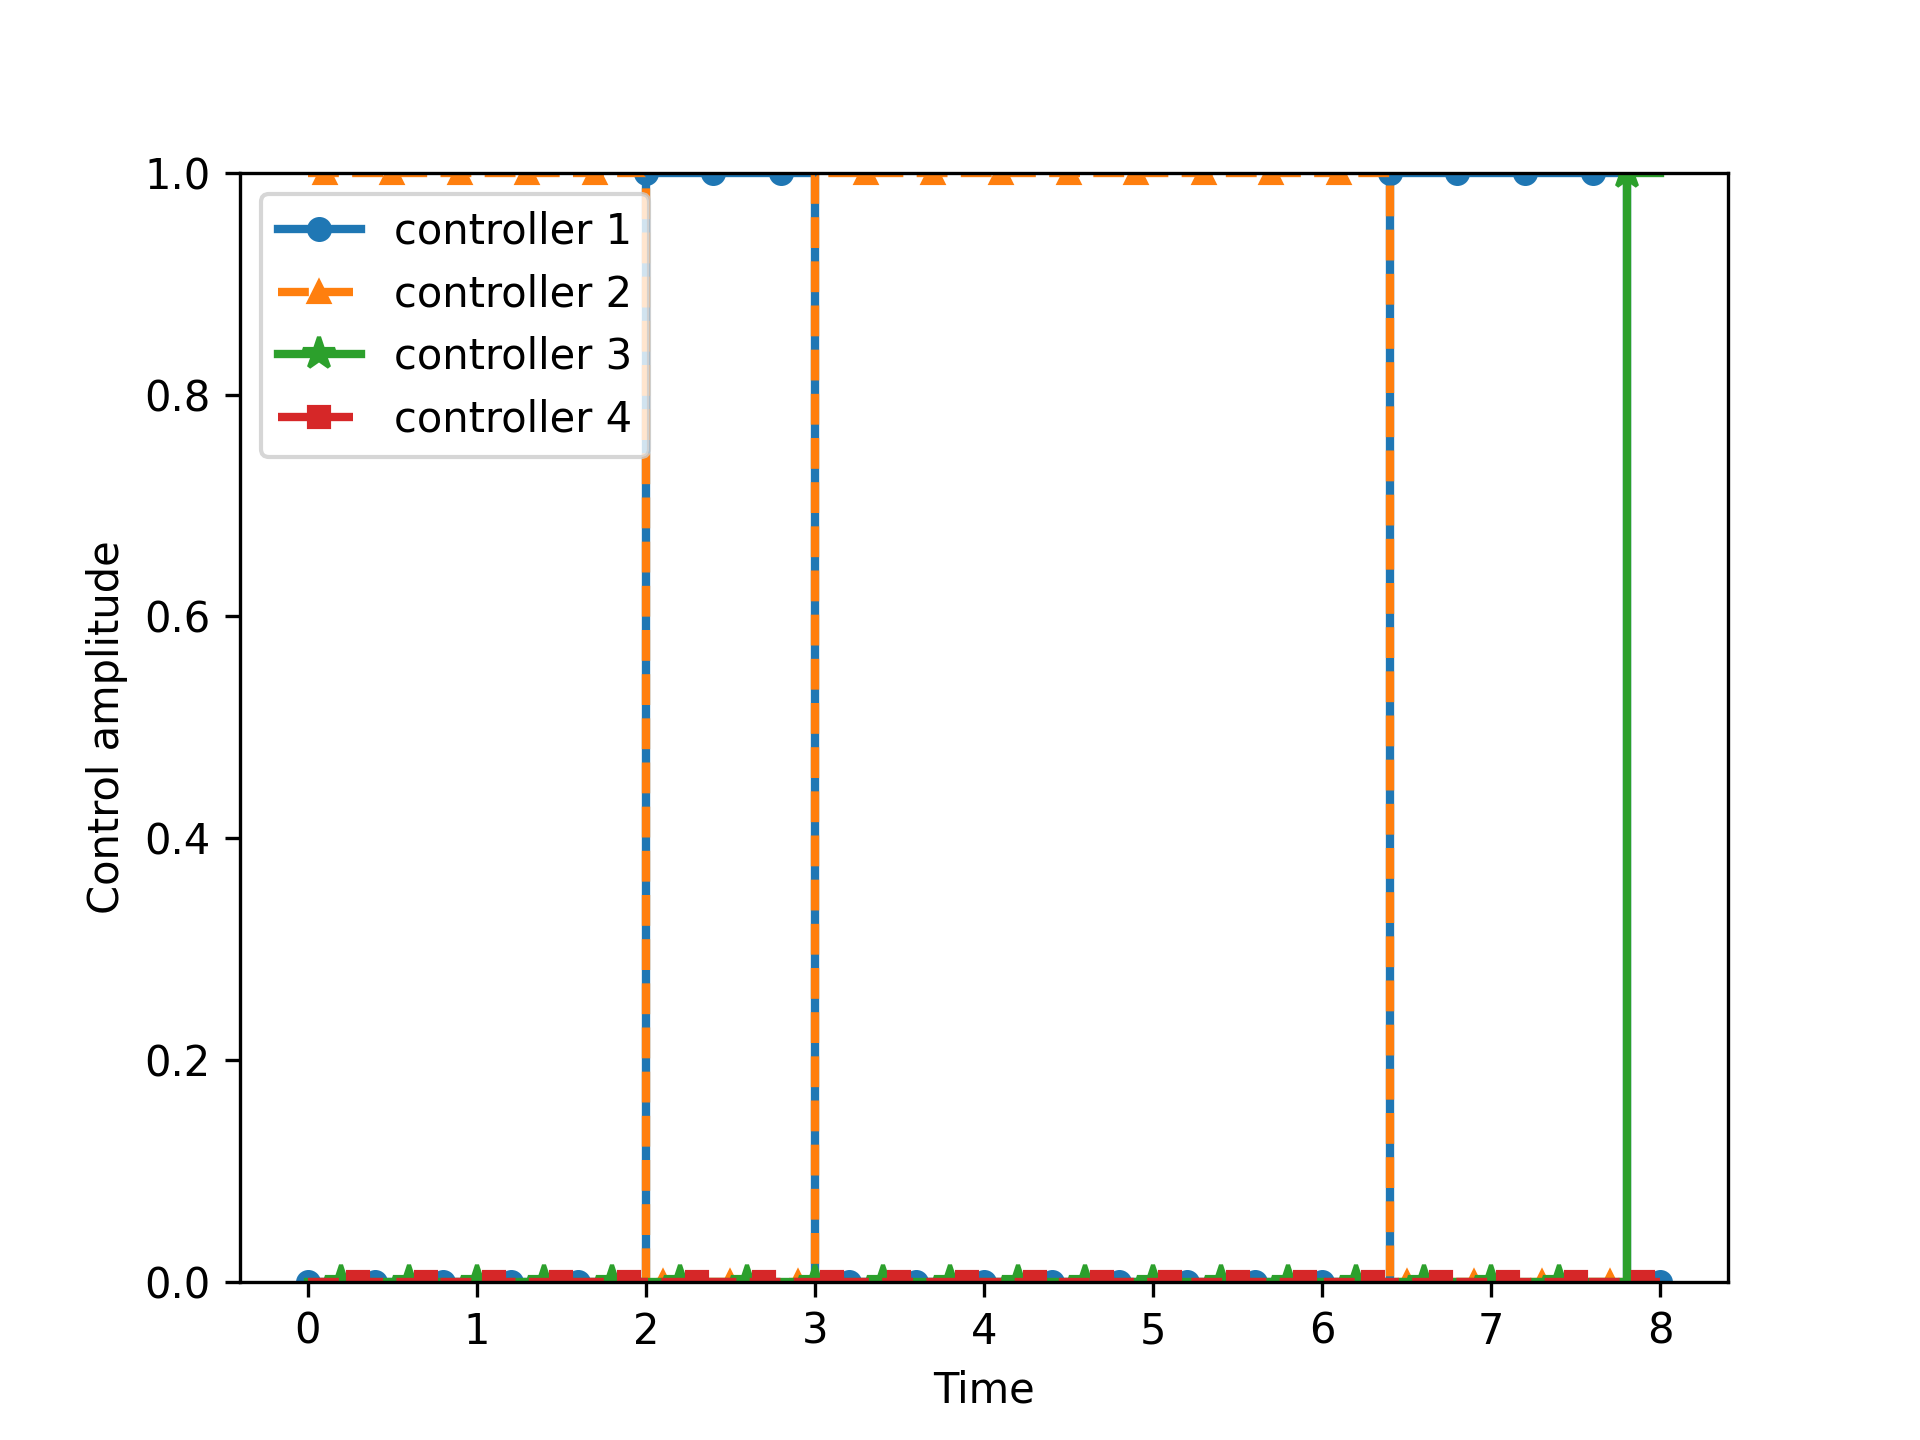 1.0
0.8
0.6
0.4
0.2
0.0
Control amplitude
controller 1
controller 2
controller 3
controller 4
0 1 2 3 4 5 6 7 8
Time